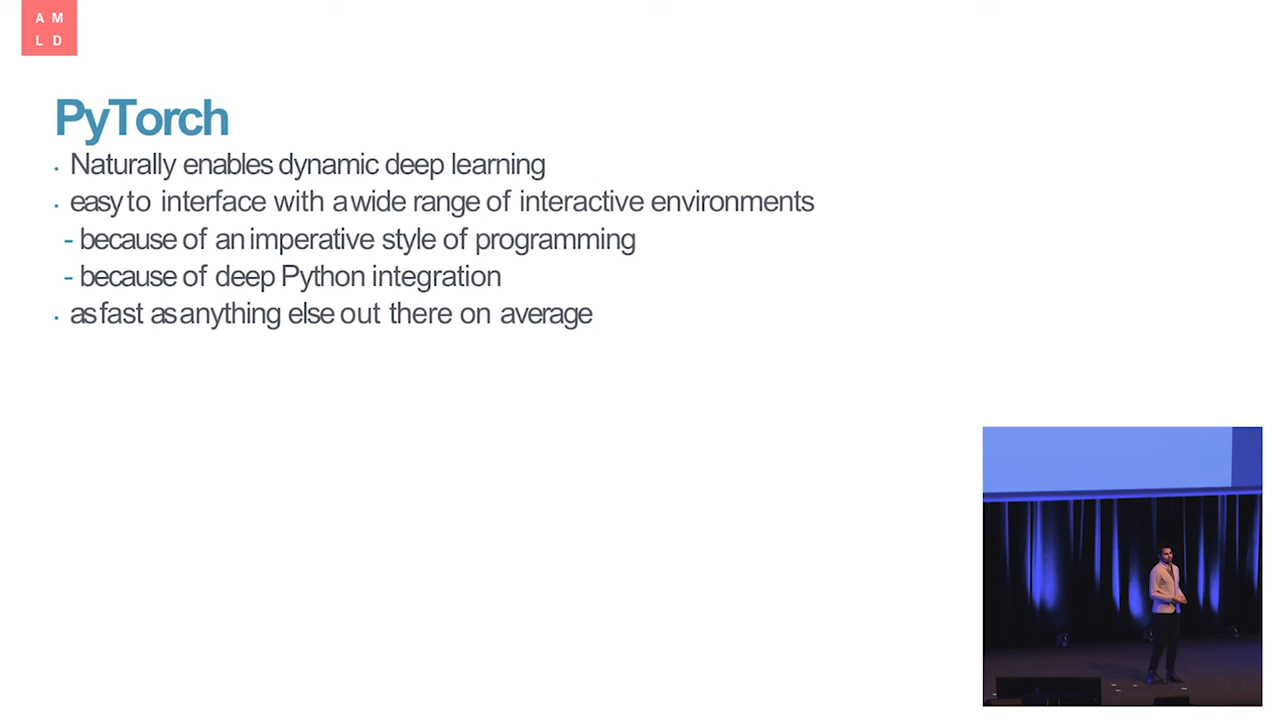 A M
L D
PyTorch
· Naturally enables dynamic deep learning
· easy to interface with a wide range of interactive environments
- because of an imperative style of programming
- because of deep Python integration
· as fast as anything else out there on average